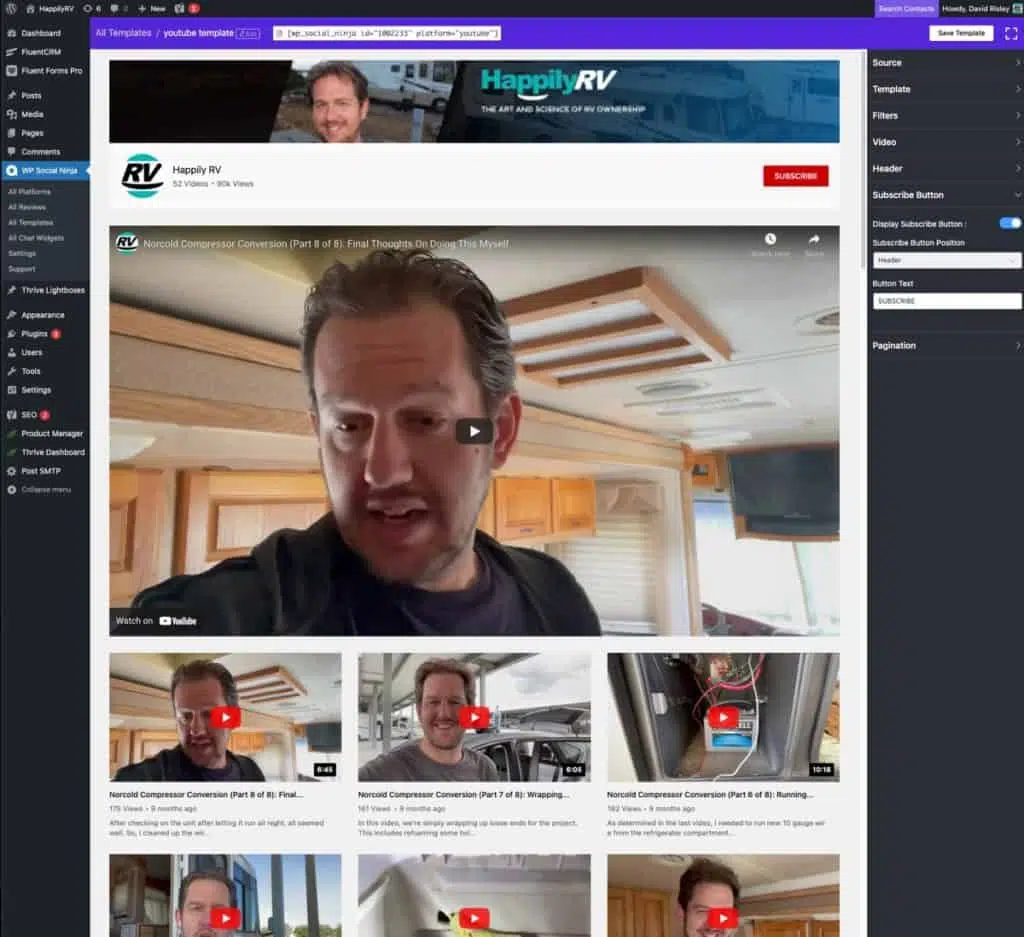 HappilyRV 6 0 + New 5 Search Contacts Howdy, David Risley
All Templates / youtube template Edit [wp_social_ninja id="1002233" platform="youtube"] Save Template
Dashboard
FluentCRM
Fluent Forms Pro
Posts
Media
Pages
Comments
WP Social Ninja
All Platforms
All Reviews
All Templates
All Chat Widgets
Settings
Support
Thrive Lightboxes
Appearance
Plugins 3
Users
Tools
Settings
SEO 2
Product Manager
Thrive Dashboard
Post SMTP
Collapse menu
HappilyRV
THE ART AND SCIENCE OF RV OWNERSHIP
RV
Happily RV
52 Videos • 90k Views
SUBSCRIBE
RV
Norcold Compressor Conversion (Part 8 of 8): Final Thoughts On Doing This Myself
Watch later Share
Watch on YouTube
6:45
6:05
10:18
Norcold Compressor Conversion (Part 8 of 8): Final...
175 Views • 9 months ago
After checking on the unit after letting it run all night, all seemed
well. So, I cleaned up the wiri...
Norcold Compressor Conversion (Part 7 of 8): Wrapping...
161 Views • 9 months ago
In this video, we're simply wrapping up loose ends for the project.
This includes refuering some foil...
Norcold Compressor Conversion (Part 6 of 8): Running...
182 Views • 9 months ago
As determined in the last video, I needed to run new 10 gauge wir
e from the refrigerator compartment...
Source
Template
Filters
Video
Header
Subscribe Button
Display Subscribe Button :
Subscribe Button Position
Header
Button Text
SUBSCRIBE
Pagination